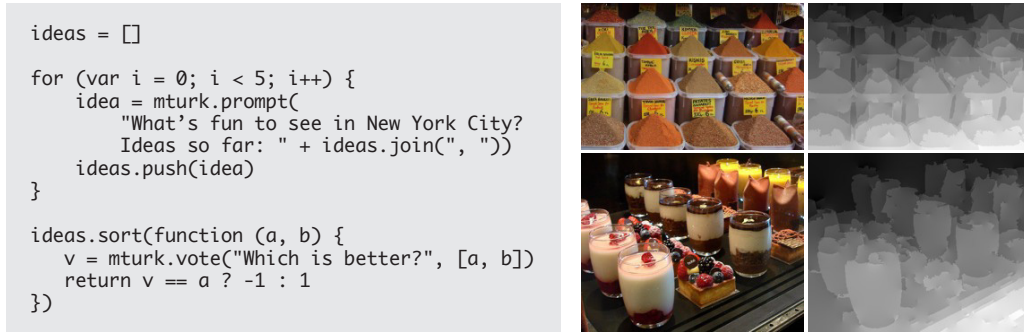 ideas = []
for (var i = 0; i < 5; i++) {
idea = mturk.prompt(
"What’s fun to see in New York City?
Ideas so far: " + ideas.join(", "))
ideas.push(idea)
}
ideas.sort(function (a, b) {
v = mturk.vote("Which is better?", [a, b])
return v == a ? -1 : 1
})